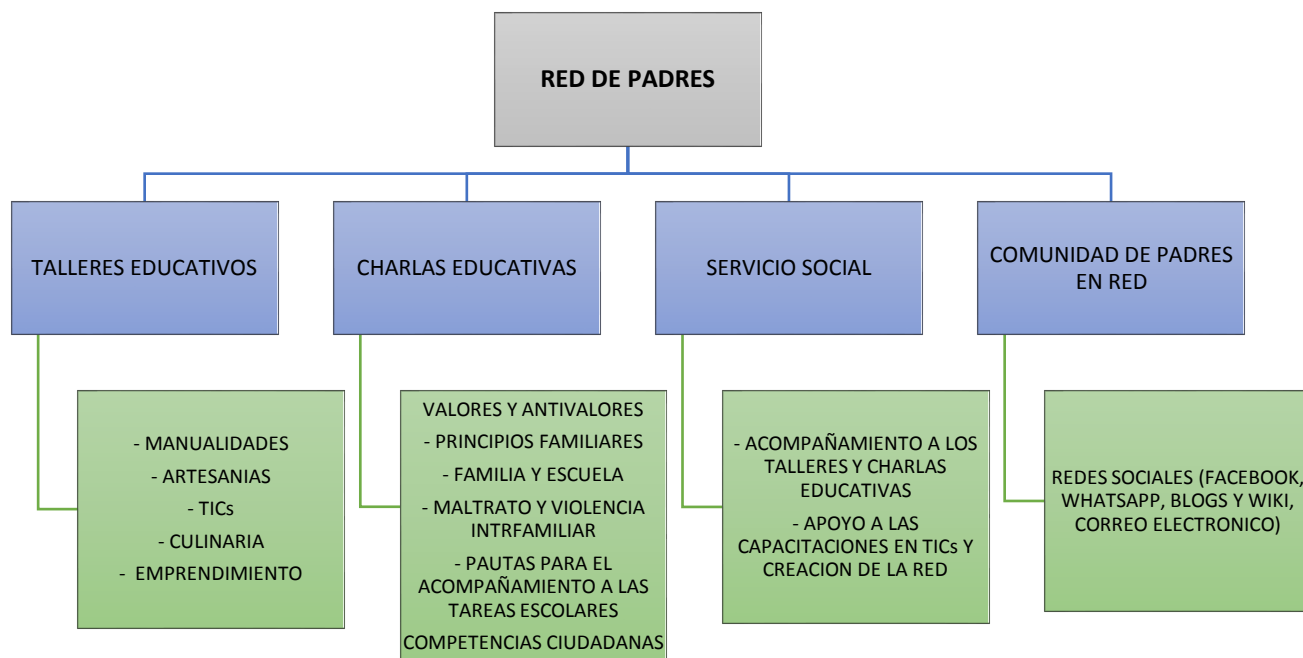 RED DE PADRES
TALLERES EDUCATIVOS
CHARLAS EDUCATIVAS
SERVICIO SOCIAL
COMUNIDAD DE PADRES
EN RED
- MANUALIDADES
- ARTESANIAS
- TICs
- CULINARIA
- EMPRENDIMIENTO
VALORES Y ANTIVALORES
- PRINCIPIOS FAMILIARES
- FAMILIA Y ESCUELA
- MALTRATO Y VIOLENCIA
INTRFAMILIAR
- PAUTAS PARA EL
ACOMPAÑAMIENTO A LAS
TAREAS ESCOLARES
COMPETENCIAS CIUDADANAS
- ACOMPAÑAMIENTO A LOS
TALLERES Y CHARLAS
EDUCATIVAS
- APOYO A LAS
CAPACITACIONES EN TICs Y
CREACION DE LA RED
REDES SOCIALES (FACEBOOK,
WHATSAPP, BLOGS Y WIKI,
CORREO ELECTRONICO)